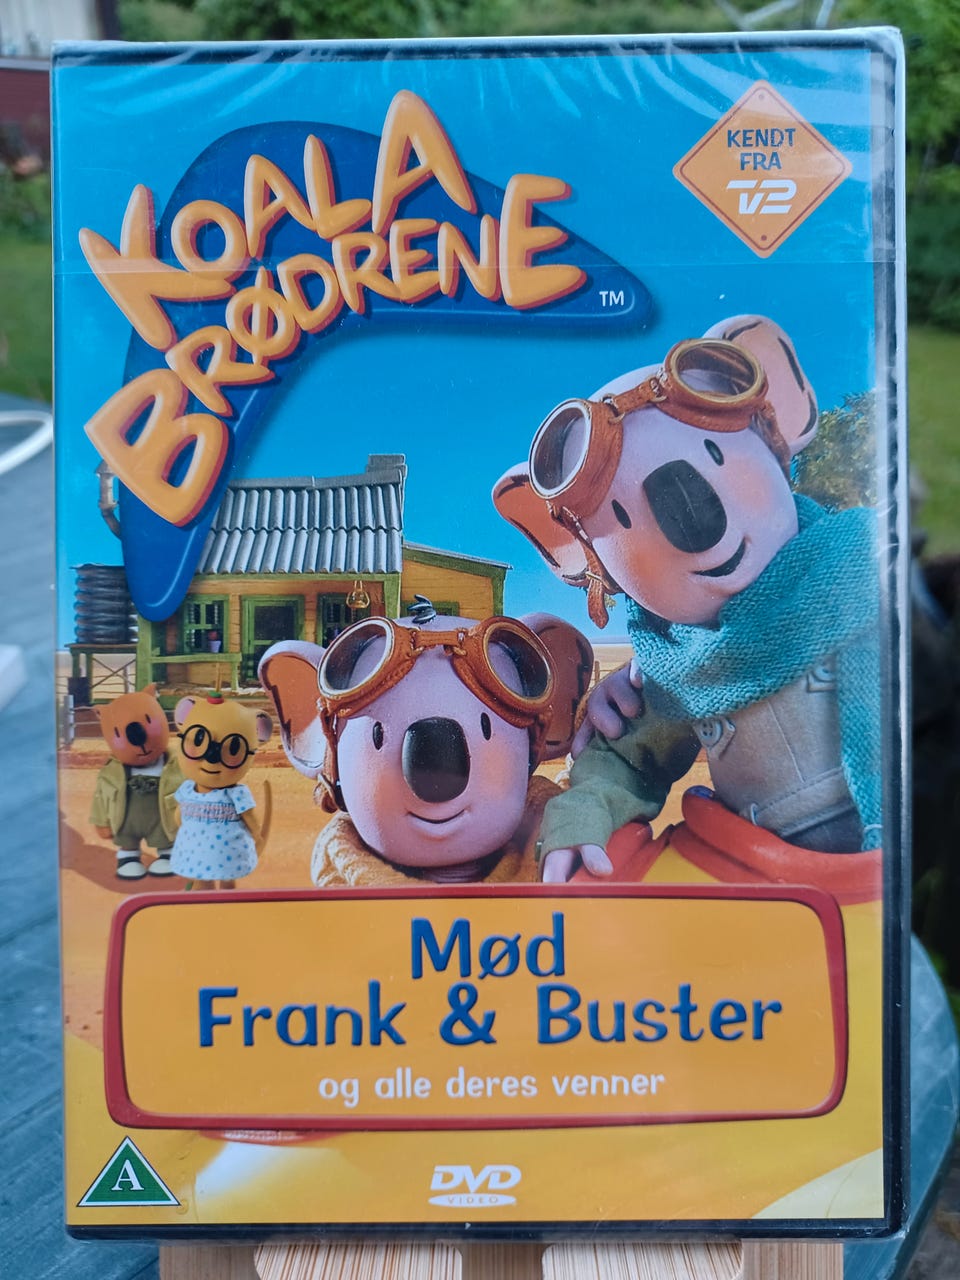 KOALA
BRØDRENE
TM
KENDT
FRA
TV2
Mød
Frank & Buster
og alle deres venner
A
DVD
VIDEO